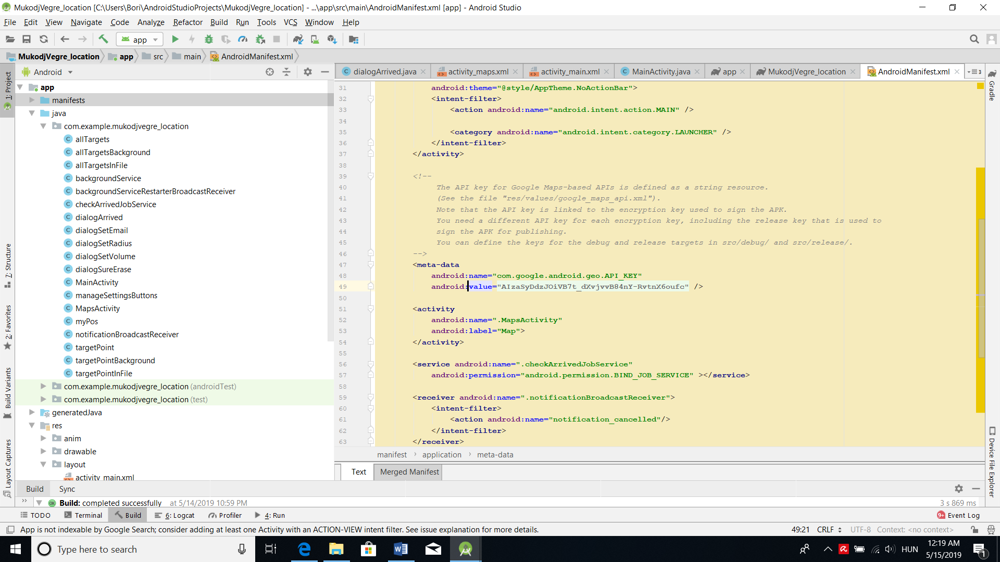 MukodjVegre_location [C:\Users\Bori\AndroidStudioProjects\MukodjVegre_location] - ...\app\src\main\AndroidManifest.xml [app] - Android Studio
File Edit View Navigate Code Analyze Refactor Build Run Tools VCS Window Help
app
MukodjVegre_location app src main AndroidManifest.xml
Android
dialogArrived.java activity_maps.xml activity_main.xml MainActivity.java app MukodjVegre_location AndroidManifest.xml 3
1: Project
7: Structure
2: Favorites
Build Variants
Layout Captures
app
manifests
java
com.example.mukodjvegre_location
allTargets
allTargetsBackground
allTargetsInFile
backgroundService
backgroundServiceRestarterBroadcastReceiver
checkArrivedJobService
dialogArrived
dialogSetEmail
dialogSetRadius
dialogSetVolume
dialogSureErase
MainActivity
manageSettingsButtons
MapsActivity
myPos
notificationBroadcastReceiver
targetPoint
targetPointBackground
targetPointInFile
com.example.mukodjvegre_location (androidTest)
com.example.mukodjvegre_location (test)
generatedJava
res
anim
drawable
layout
activity_main.xml
31 android:theme="@style/AppTheme.NoActionBar">
32 <intent-filter>
33 <action android:name="android.intent.action.MAIN" />
34
35 <category android:name="android.intent.category.LAUNCHER" />
36 </intent-filter>
37 </activity>
38
39 <!--
40 The API key for Google Maps-based APIs is defined as a string resource.
41 (See the file "res/values/google_maps_api.xml").
42 Note that the API key is linked to the encryption key used to sign the APK.
43 You need a different API key for each encryption key, including the release key that is used to
44 sign the APK for publishing.
45 You can define the keys for the debug and release targets in src/debug/ and src/release/.
46 -->
47 <meta-data
48 android:name="com.google.android.geo.API_KEY"
49 android:value="AIzaSyDdzJOiVB7t_dXvjvvB84nY-RvtnX6oufc" />
50
51 <activity
52 android:name=".MapsActivity"
53 android:label="Map">
54 </activity>
55
56 <service android:name=".checkArrivedJobService"
57 android:permission="android.permission.BIND_JOB_SERVICE" ></service>
58
59 <receiver android:name=".notificationBroadcastReceiver">
60 <intent-filter>
61 <action android:name="notification_cancelled"/>
62 </intent-filter>
63 </receiver>
manifest › application › meta-data
Text Merged Manifest
Gradle
Device File Explorer
Build Sync
Build: completed successfully at 5/14/2019 10:59 PM 3 s 869 ms
TODO Terminal Build 6: Logcat Profiler 4: Run 9+ Event Log
App is not indexable by Google Search; consider adding at least one Activity with an ACTION-VIEW intent filter. See issue explanation for more details. 49:21 CRLF UTF-8 Context: <no context>
Type here to search
HUN
12:19 AM
5/15/2019
1